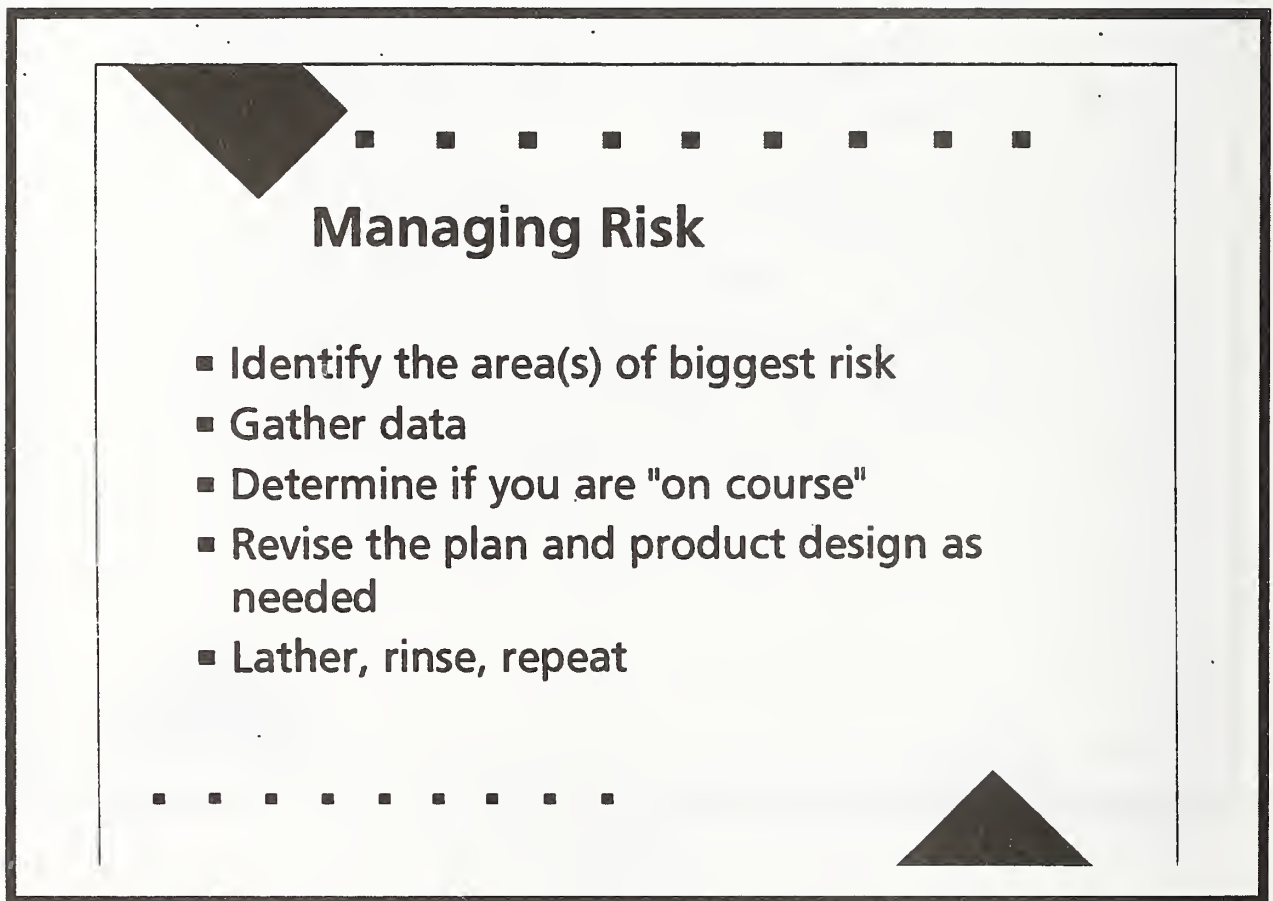 Managing Risk
▪ Identify the area(s) of biggest risk
▪ Gather data
▪ Determine if you are "on course"
▪ Revise the plan and product design as
needed
▪ Lather, rinse, repeat